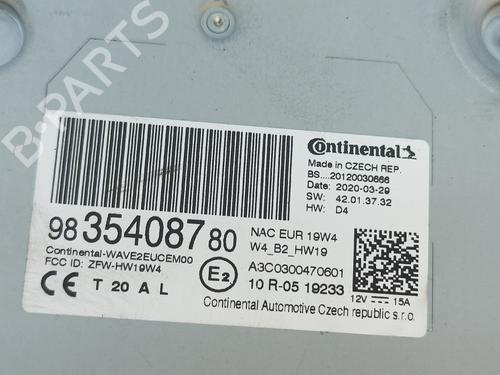 B-PARTS
Continental
Made in CZECH REP.
BS....20120030666
Date: 2020-03-29
SW: 42.01.37.32
HW: D4
98 354087 80
NAC EUR 19W4
W4_B2_HW19
Continental-WAVE2EUCEM00
FCC ID: ZFW-HW19W4
CE T 20 A L
E2
A3C0300470601
10 R-05 19233
12V 15A
Continental Automotive Czech republic s.r.o.